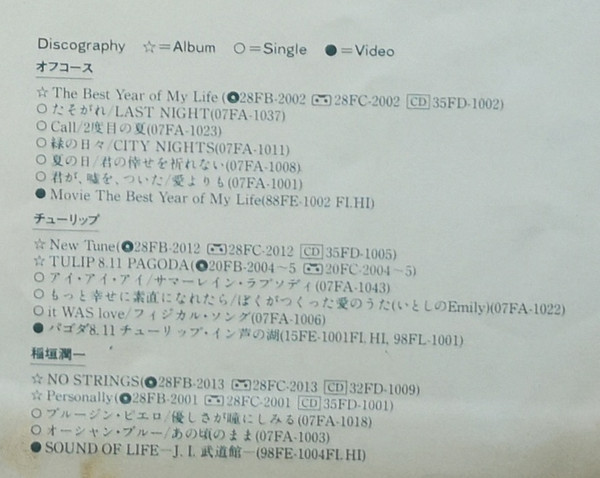 Discography ☆=Album ○=Single ●=Video
オフコース
☆ The Best Year of My Life (28FB-2002 28FC-2002 CD 35FD-1002)
○ たそがれ/LAST NIGHT(07FA-1037)
○ Call/2度目の夏(07FA-1023)
○ 緑の日々/CITY NIGHTS(07FA-1011)
○ 夏の日/君の倖せを祈れない(07FA-1008)
○ 君が、嘘を、ついた/愛よりも(07FA-1001)
● Movie The Best Year of My Life(88FE-1002 FI.HI)
チューリップ
☆ New Tune(28FB-2012 28FC-2012 CD 35FD-1005)
☆ TULIP 8.11 PAGODA(20FB-2004~5 20FC-2004~5)
○ アイ・アイ・アイ/サマーレイン・ラプソディ(07FA-1043)
○ もっと幸せに素直になれたら/ぼくがつくった愛のうた(いとしのEmily)(07FA-1022)
○ it WAS love/フィジカル・ソング(07FA-1006)
● パゴダ8.11 チューリップ・イン芦の湖(15FE-1001FI.HI, 98FL-1001)
稲垣潤一
☆ NO STRINGS(28FB-2013 28FC-2013 CD 32FD-1009)
☆ Personally(28FB-2001 28FC-2001 CD 35FD-1001)
○ ブルージン・ピエロ/優しさが瞳にしみる(07FA-1018)
○ オーシャン・ブルー/あの頃のまま(07FA-1003)
● SOUND OF LIFE—J. I. 武道館—(98FE-1004FI.HI)